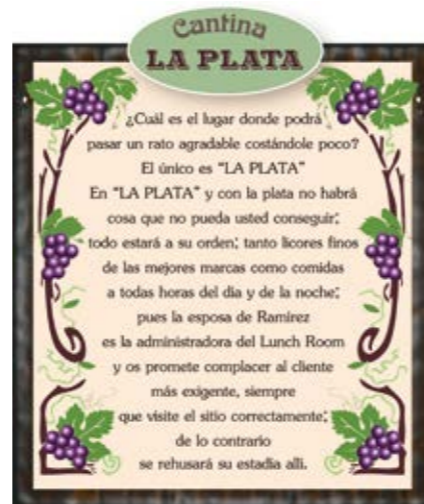 Cantina
LA PLATA
¿Cuál es el lugar donde podrá
pasar un rato agradable costándole poco?
El único es “LA PLATA”
En “LA PLATA” y con la plata no habrá
cosa que no pueda usted conseguir;
todo estará a su orden; tanto licores finos
de las mejores marcas como comidas
a todas horas del día y de la noche;
pues la esposa de Ramírez
es la administradora del Lunch Room
y os promete complacer al cliente
más exigente, siempre
que visite el sitio correctamente;
de lo contrario
se rehusará su estadía allí.